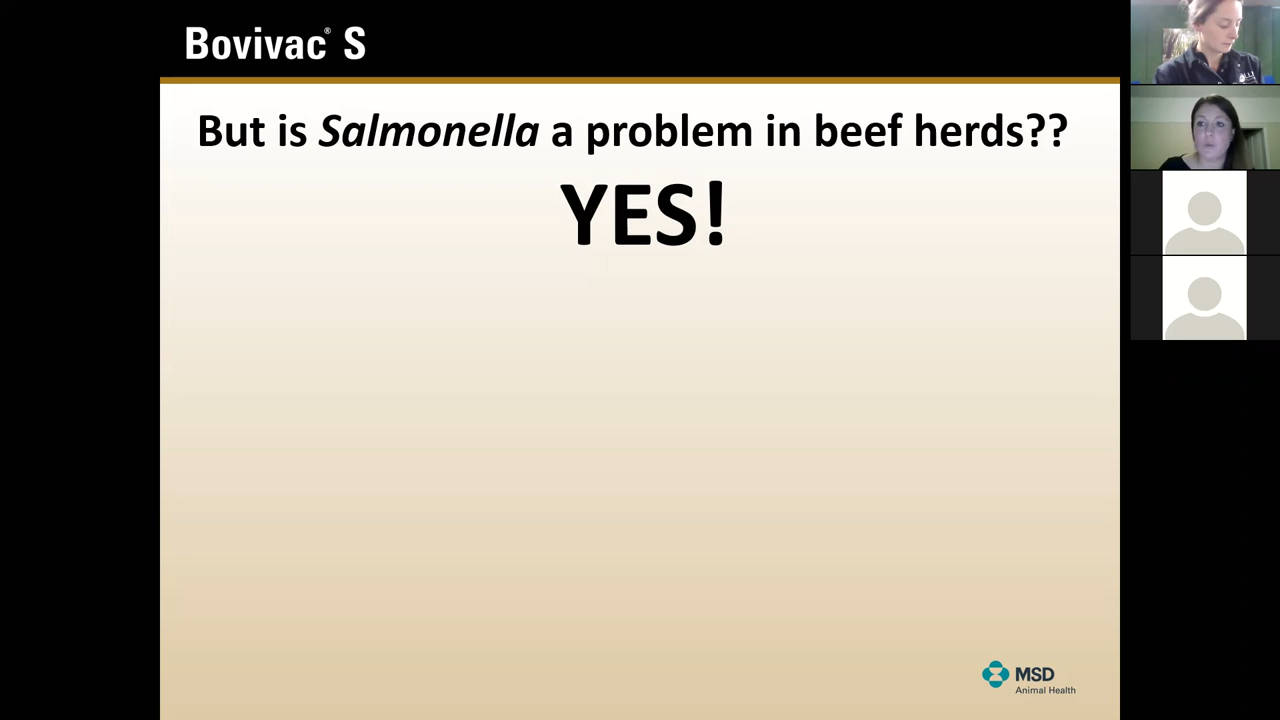 Bovivac® S
But is Salmonella a problem in beef herds??
YES!
MSD
Animal Health